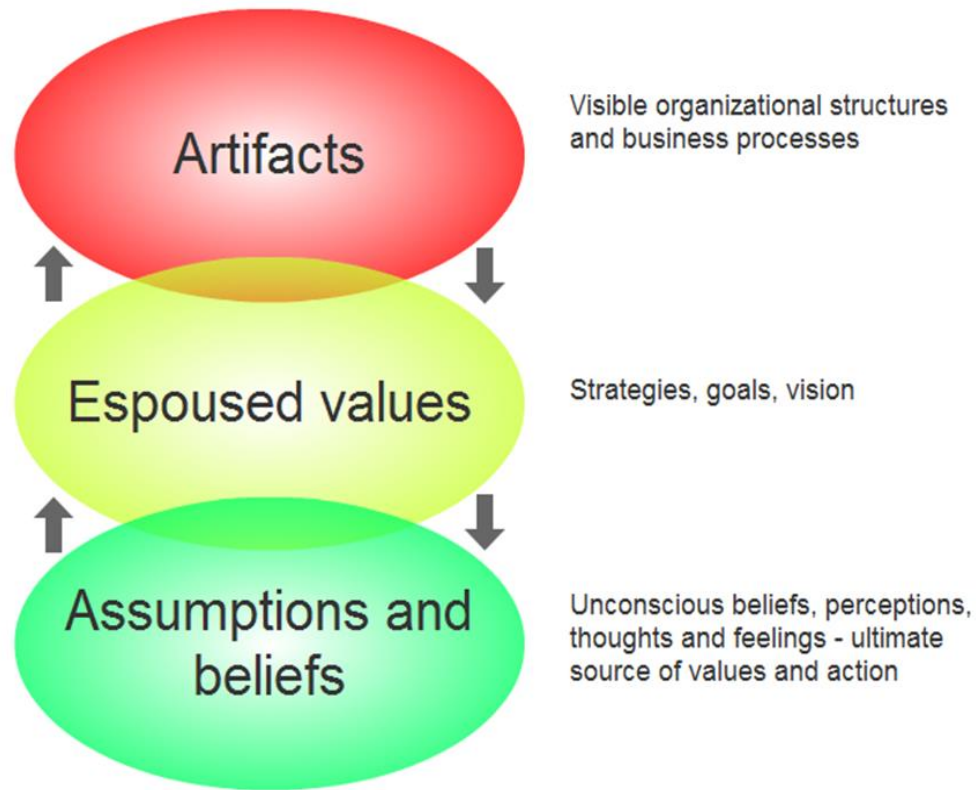 Artifacts
Visible organizational structures
and business processes
Espoused values
Strategies, goals, vision
Assumptions and
beliefs
Unconscious beliefs, perceptions,
thoughts and feelings - ultimate
source of values and action